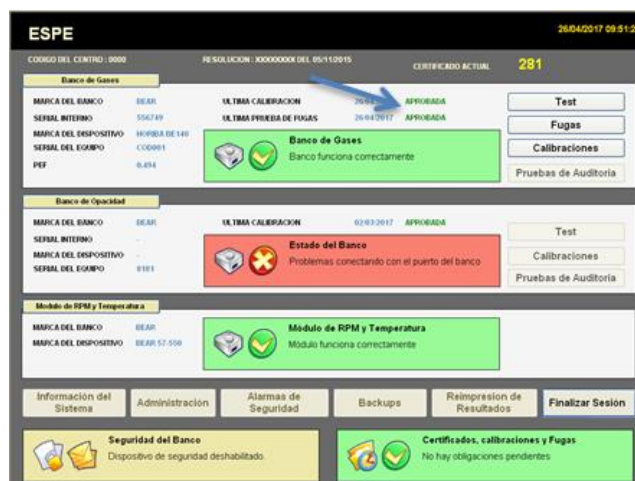 ESPE
26/04/2017 09:51:2
CODIGO DEL CENTRO : 0000 RESOLUCION : XXXXXXXX DEL 05/11/2015 CERTIFICADO ACTUAL 281
Banco de Gases
MARCA DEL BANCO BEAR ULTIMA CALIBRACION 26/04 APROBADA Test
SERIAL INTERNO 556749 ULTIMA PRUEBA DE FUGAS 26/04/2017 APROBADA Fugas
MARCA DEL DISPOSITIVO HORIBA BE 140
SERIAL DEL EQUIPO COD001
PEF 0.494
Banco de Gases
Banco funciona correctamente
Calibraciones
Pruebas de Auditoria
Banco de Opacidad
MARCA DEL BANCO BEAR ULTIMA CALIBRACION 02/03/2017 APROBADA
SERIAL INTERNO -
MARCA DEL DISPOSITIVO -
SERIAL DEL EQUIPO 0101
Estado del Banco
Problemas conectando con el puerto del banco
Test
Calibraciones
Pruebas de Auditoria
Modulo de RPM y Temperatura
MARCA DEL BANCO BEAR
MARCA DEL DISPOSITIVO BEAR 57-550
Módulo de RPM y Temperatura
Módulo funciona correctamente
Información del Sistema
Administración
Alarmas de Seguridad
Backups
Reimpresion de Resultados
Finalizar Sesión
Seguridad del Banco
Dispositivo de seguridad deshabilitado.
Certificados, calibraciones y Fugas
No hay obligaciones pendientes